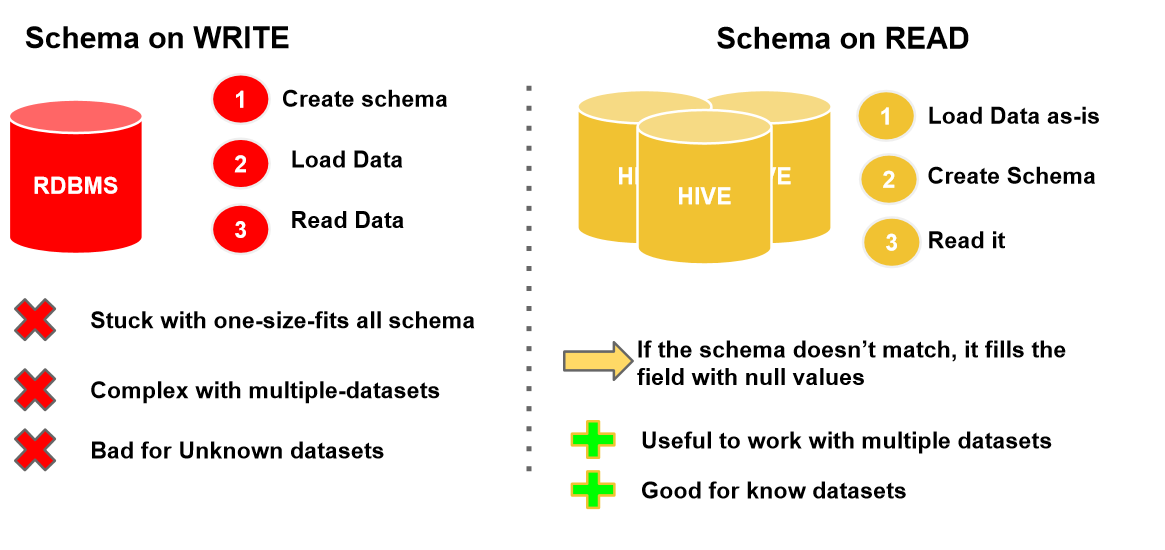 Schema on WRITE
RDBMS
1 Create schema
2 Load Data
3 Read Data
Stuck with one-size-fits all schema
Complex with multiple-datasets
Bad for Unknown datasets
Schema on READ
HI
HIVE
VE
1 Load Data as-is
2 Create Schema
3 Read it
If the schema doesn’t match, it fills the
field with null values
Useful to work with multiple datasets
Good for know datasets